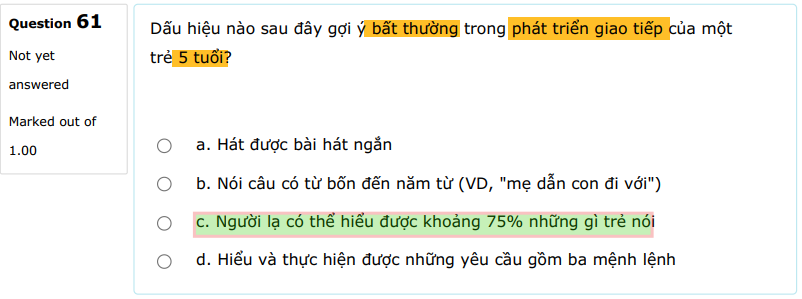 Question 61
Not yet
answered
Marked out of
1.00
Dấu hiệu nào sau đây gợi ý bất thường trong phát triển giao tiếp của một
trẻ 5 tuổi?
a. Hát được bài hát ngắn
b. Nói câu có từ bốn đến năm từ (VD, "mẹ dẫn con đi với")
c. Người lạ có thể hiểu được khoảng 75% những gì trẻ nói
d. Hiểu và thực hiện được những yêu cầu gồm ba mệnh lệnh